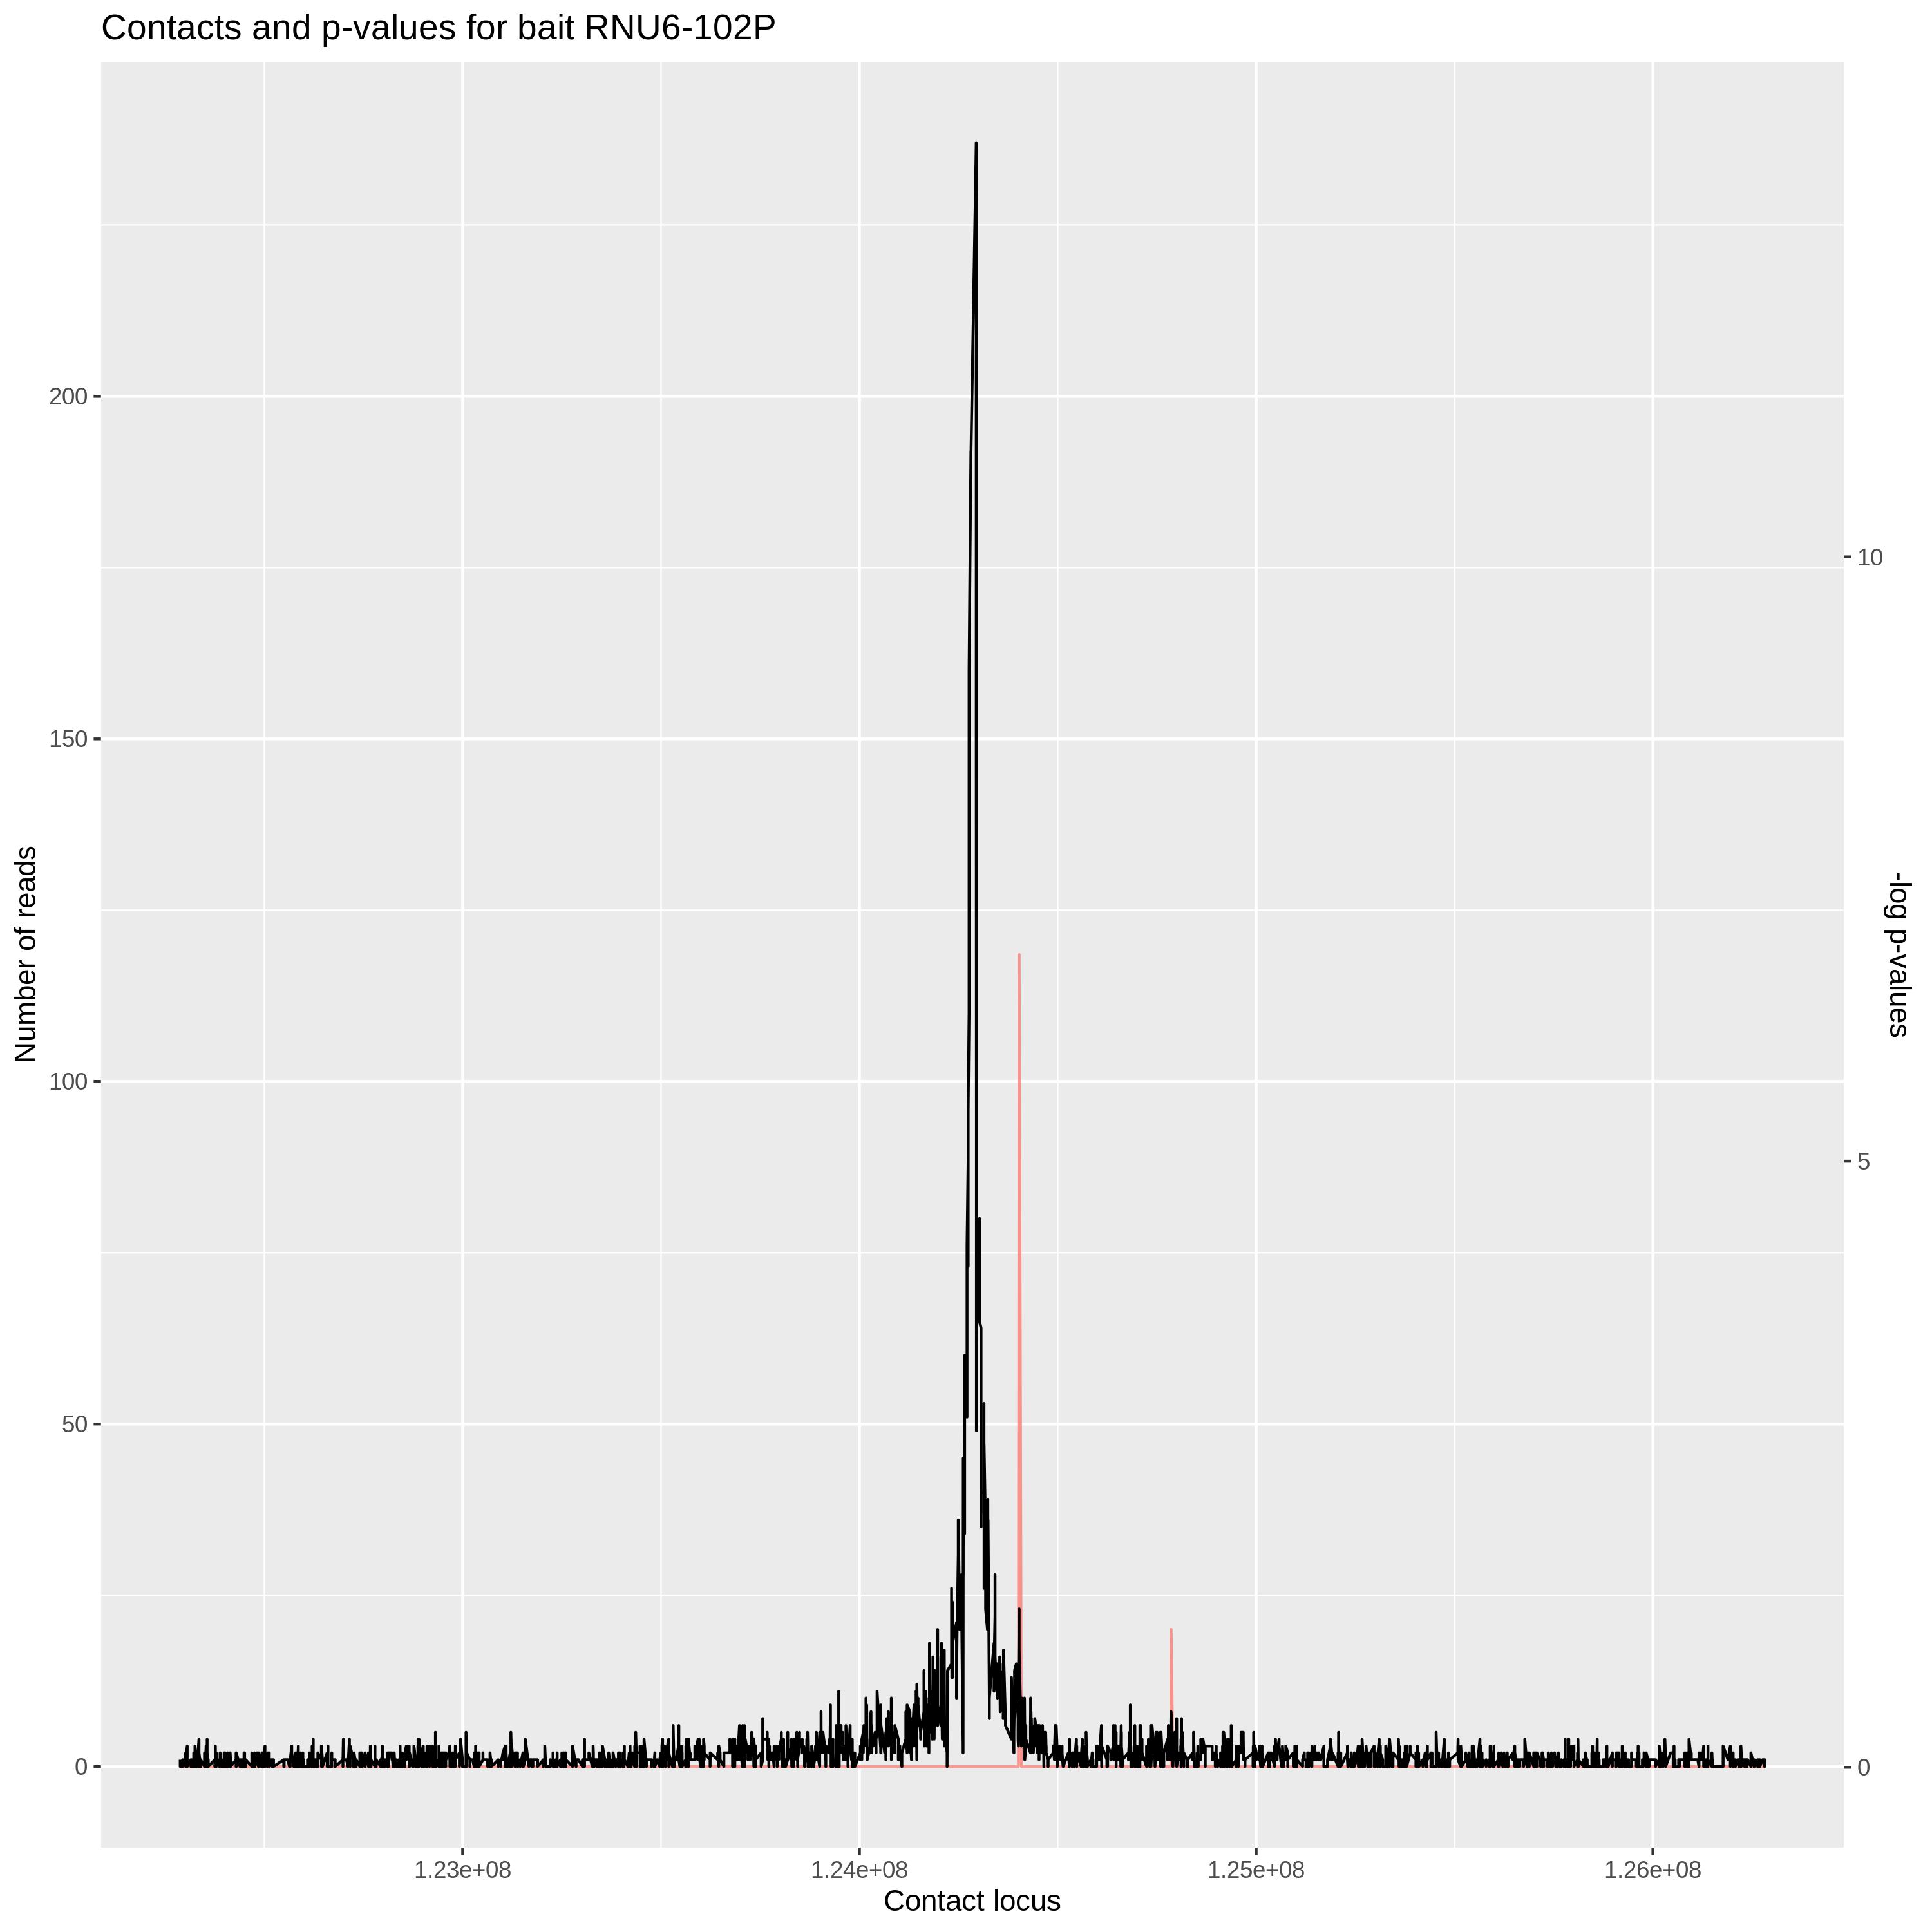 Contacts and p-values for bait RNU6-102P
Number of reads
200
150
100
50
0
10
5
0
-log p-values
1.23e+08 1.24e+08 1.25e+08 1.26e+08
Contact locus